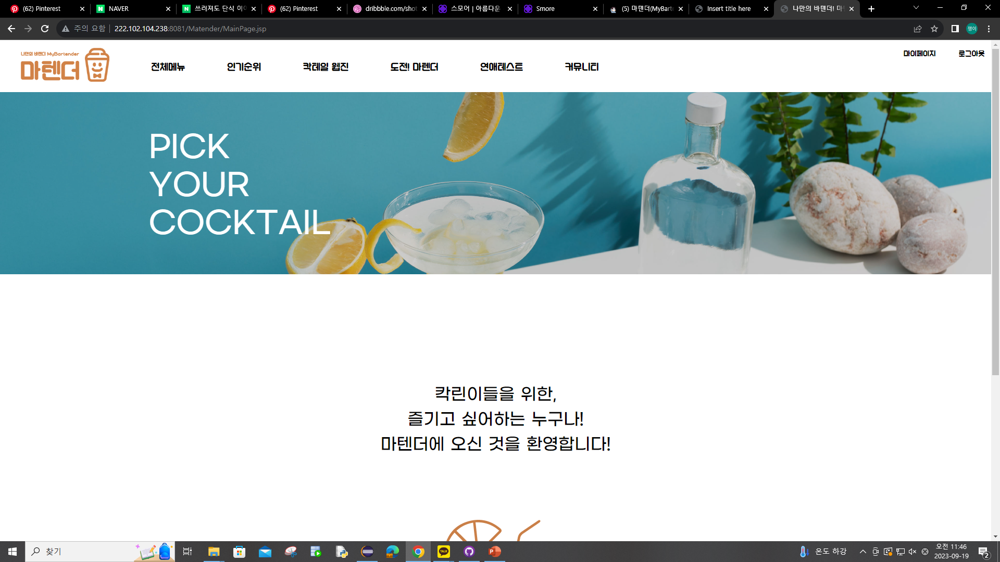 (62) Pinterest
NAVER
쓰러져도 단식 이어
(62) Pinterest
dribbble.com/shot
스모어 | 아름다운
Smore
(5) 마텐더(MyBarte
Insert title here
나만의 바텐더! 마
주의 요함
222.102.104.238:8081/Matender/MainPage.jsp
쟁이
나만의 바텐더 MyBartender
마텐더
전체메뉴
인기순위
칵테일 웹진
도전! 마텐더
연애테스트
커뮤니티
마이페이지
로그아웃
PICK
YOUR
COCKTAIL
칵린이들을 위한,
즐기고 싶어하는 누구나!
마텐더에 오신 것을 환영합니다!
찾기
TALK
온도 하강
오전 11:46
2023-09-19
2